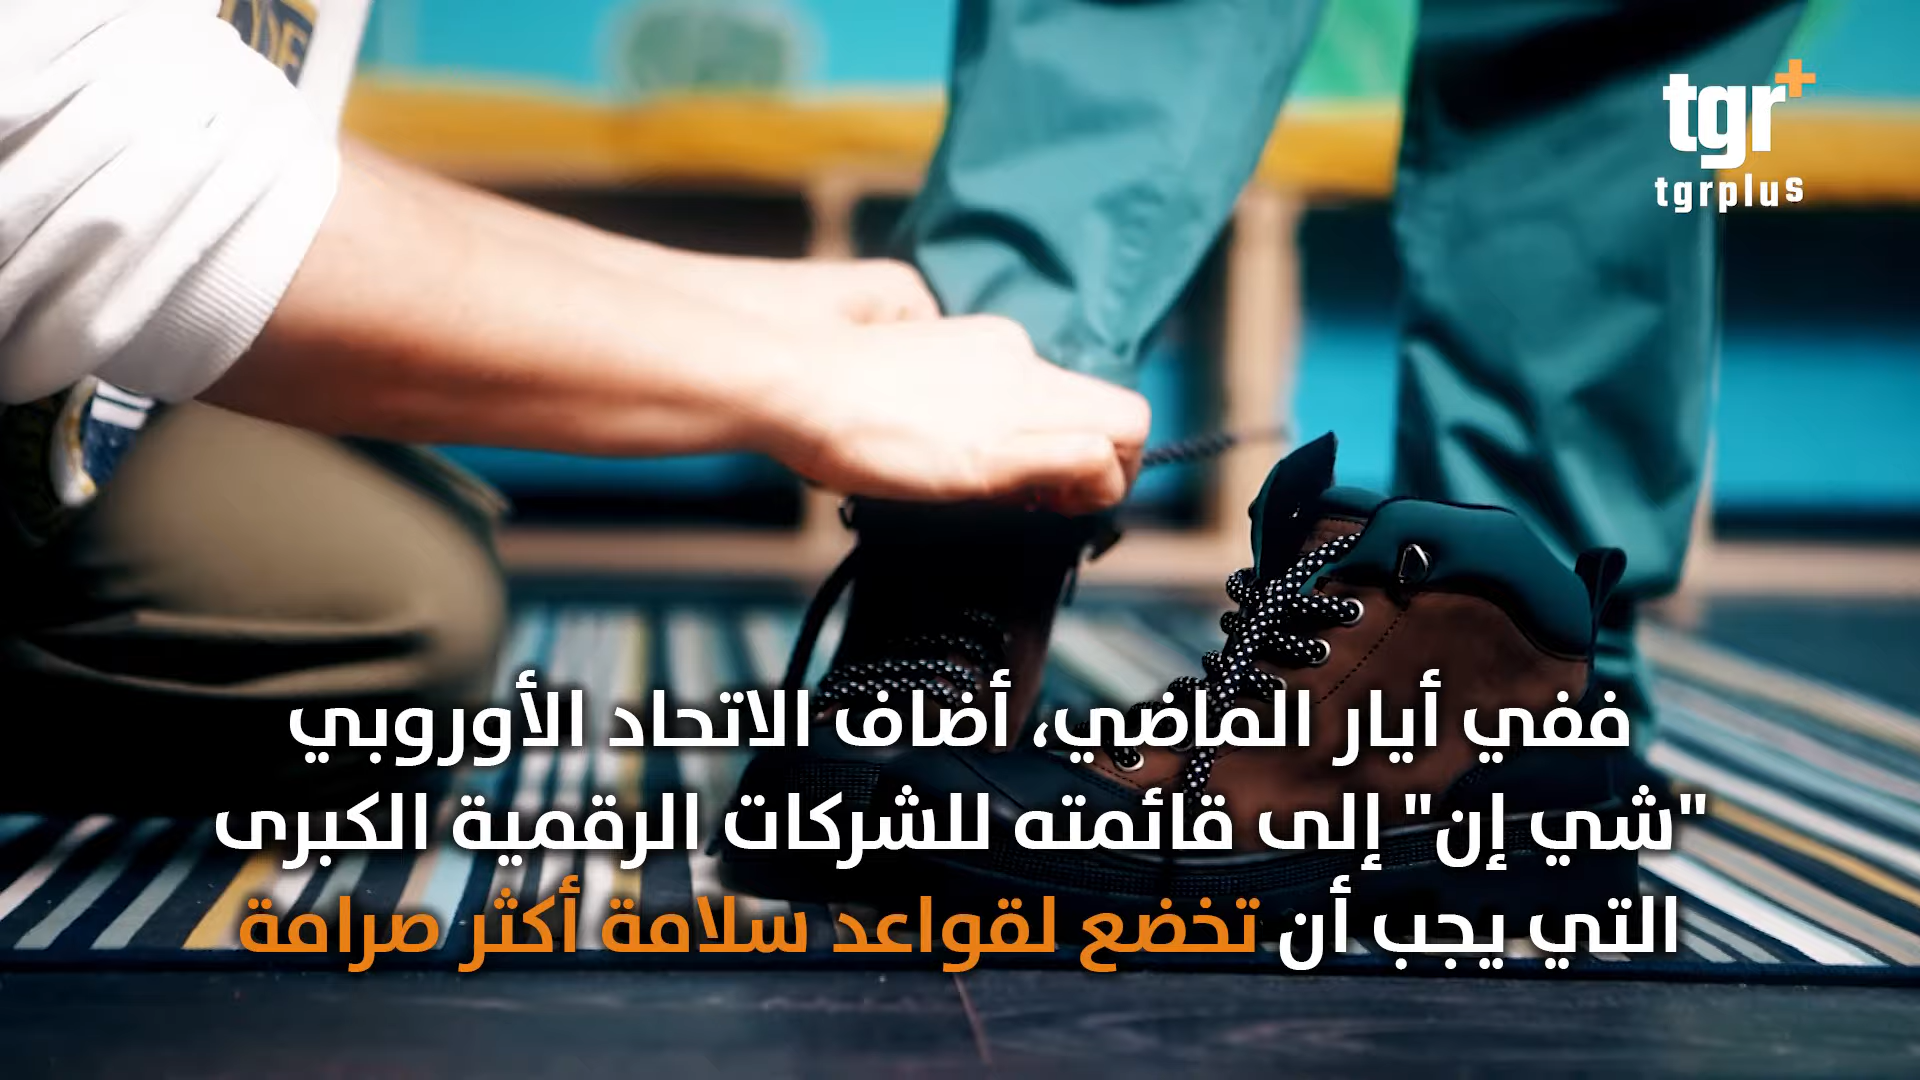 tgr+
tgrplus
ففي أيار الماضي، أضاف الاتحاد الأوروبي
"شي إن" إلى قائمته للشركات الرقمية الكبرى
التي يجب أن تخضع لقواعد سلامة أكثر صرامة